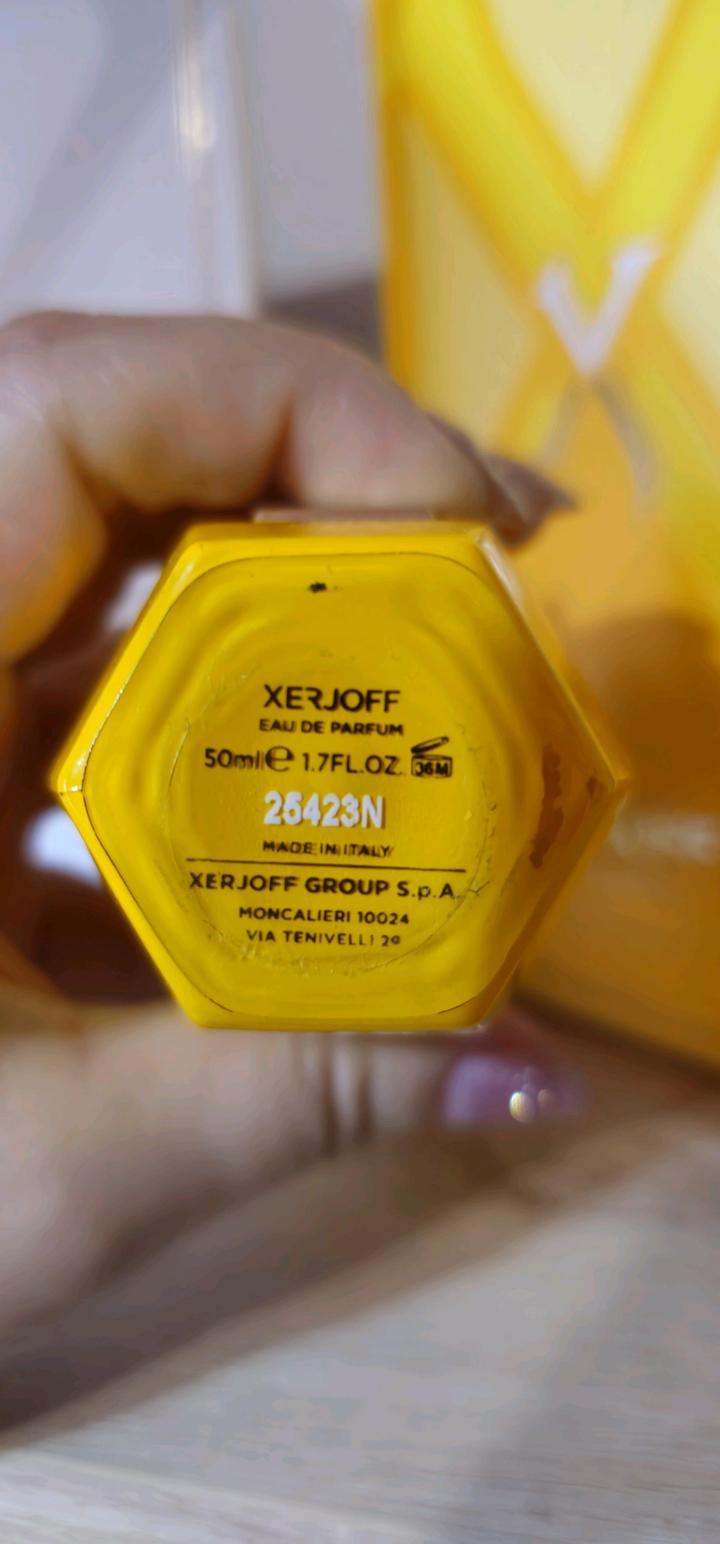 XERJOFF
EAU DE PARFUM
50ml ℮ 1.7FL.OZ. 36M
25423N
MADE IN ITALY
XERJOFF GROUP S.p.A.
MONCALIERI 10024
VIA TENIVELLI 29